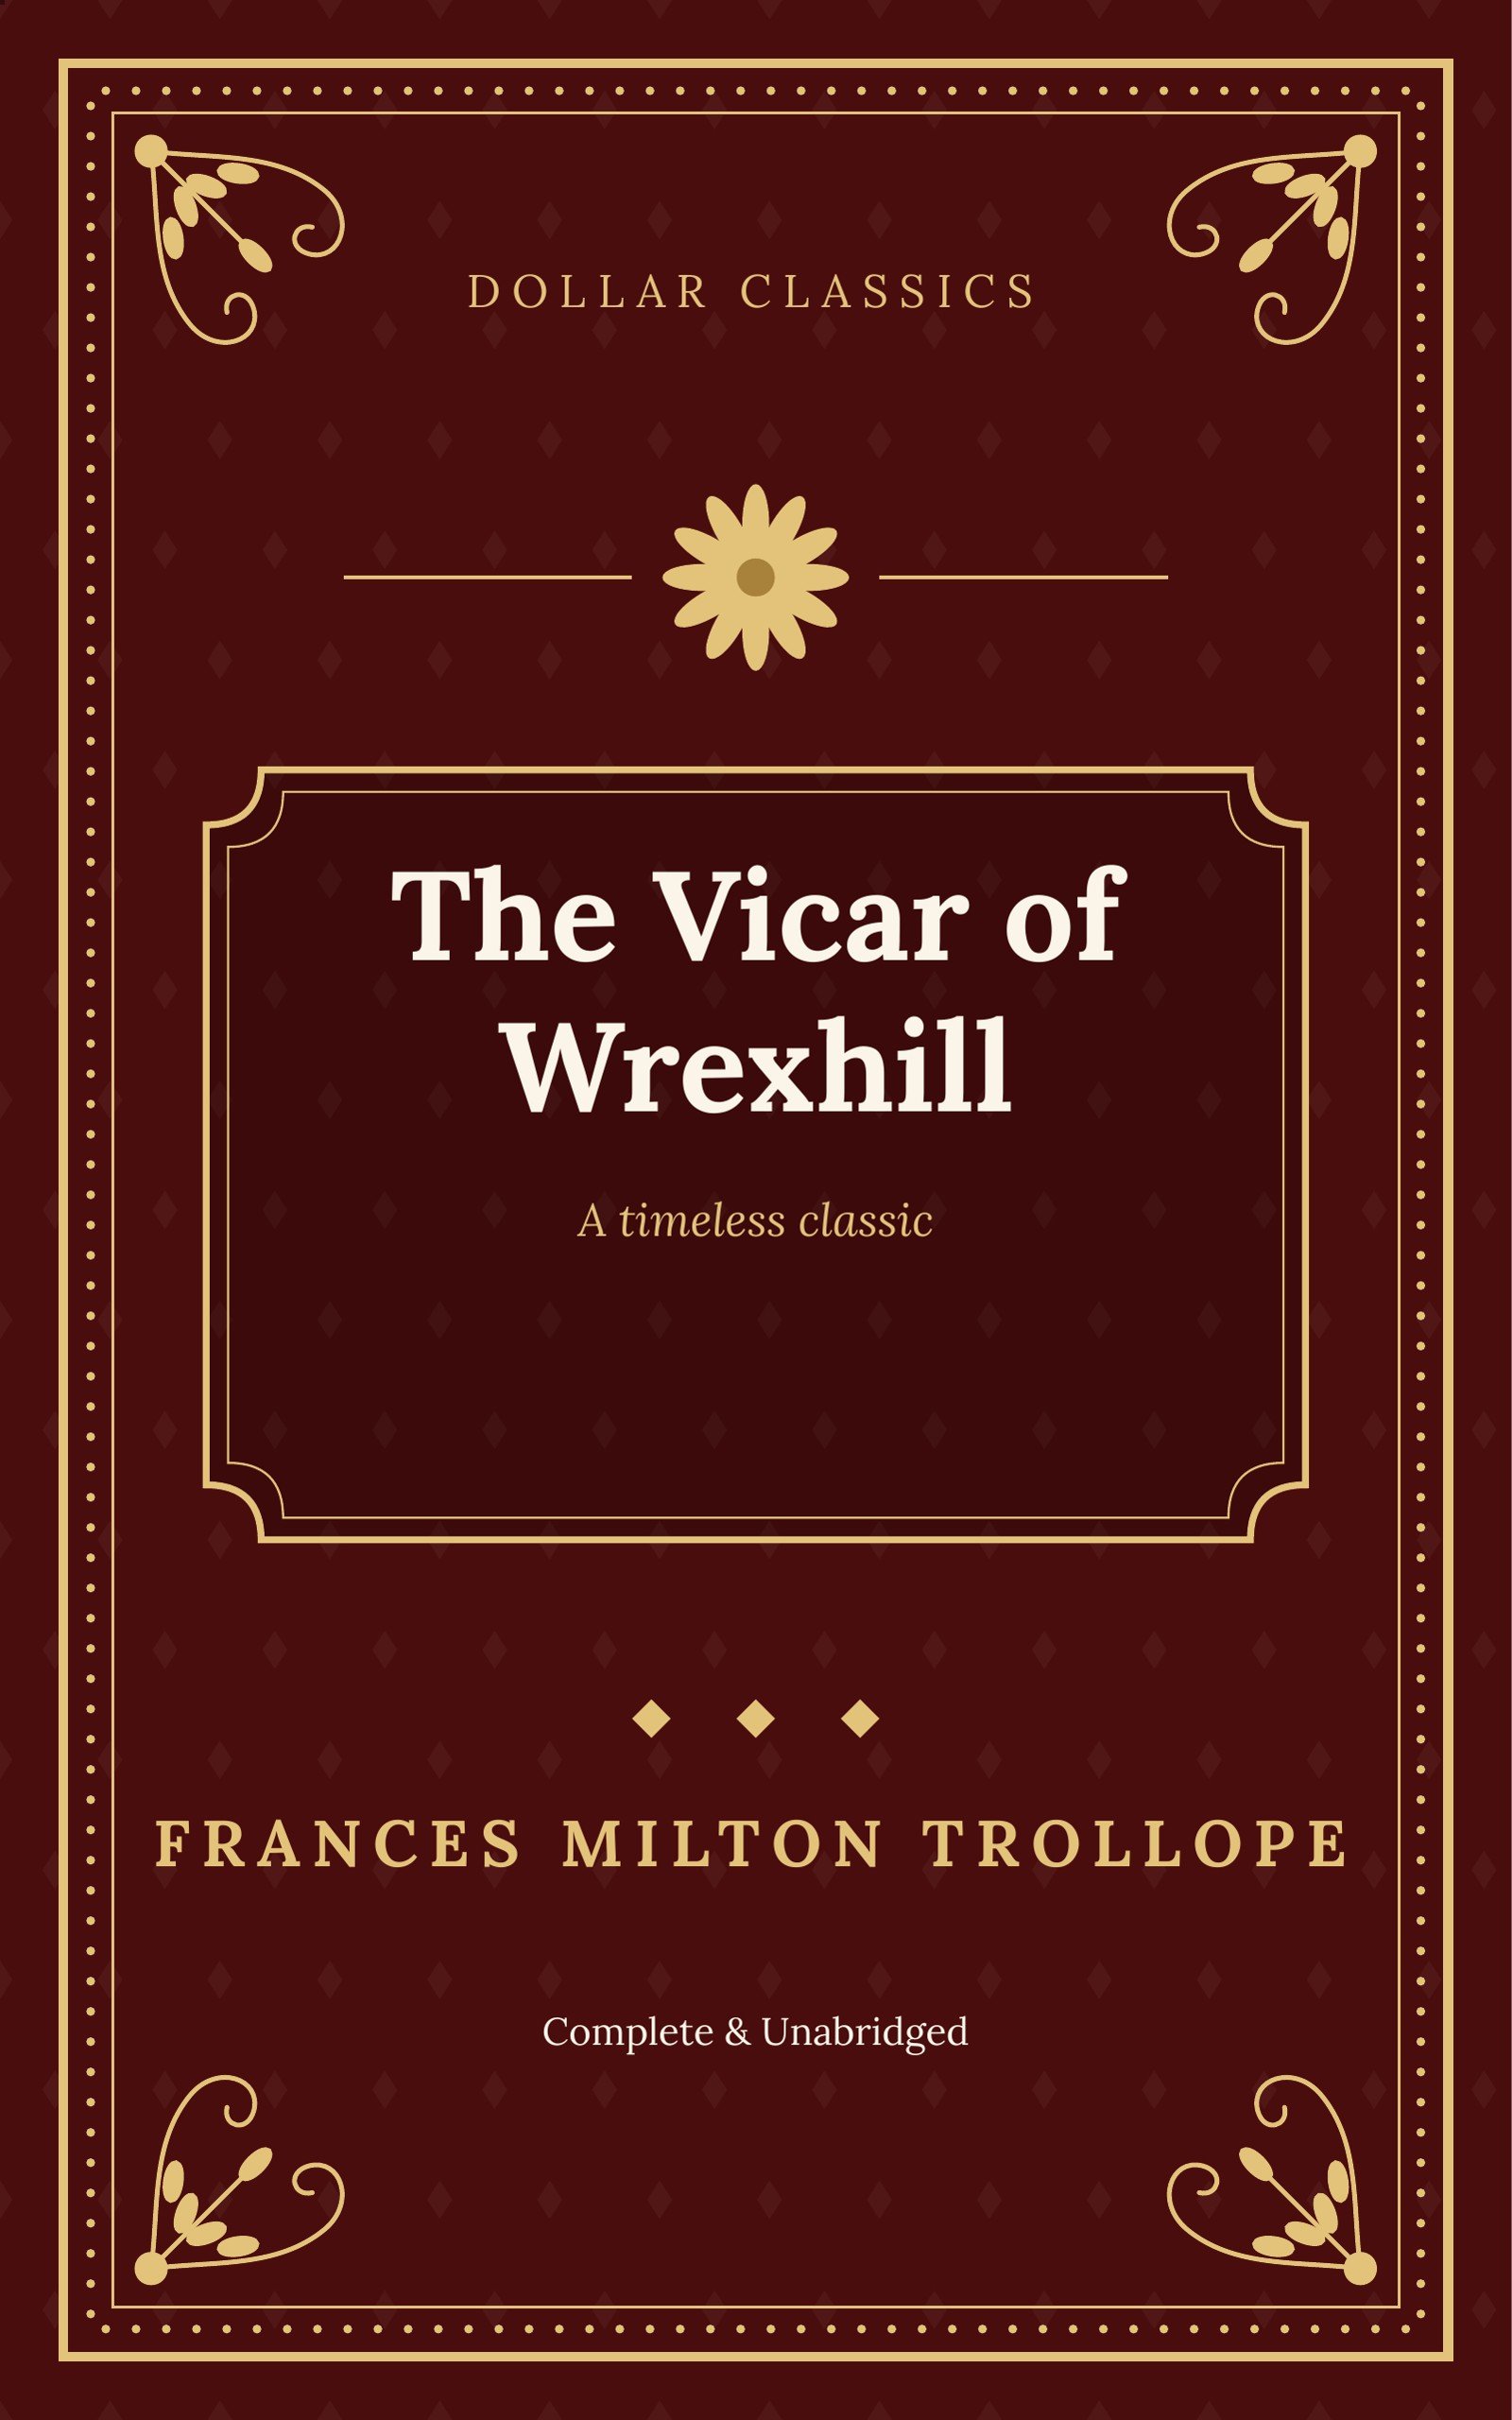 DOLLAR CLASSICS
The Vicar of
Wrexhill
A timeless classic
FRANCES MILTON TROLLOPE
Complete & Unabridged